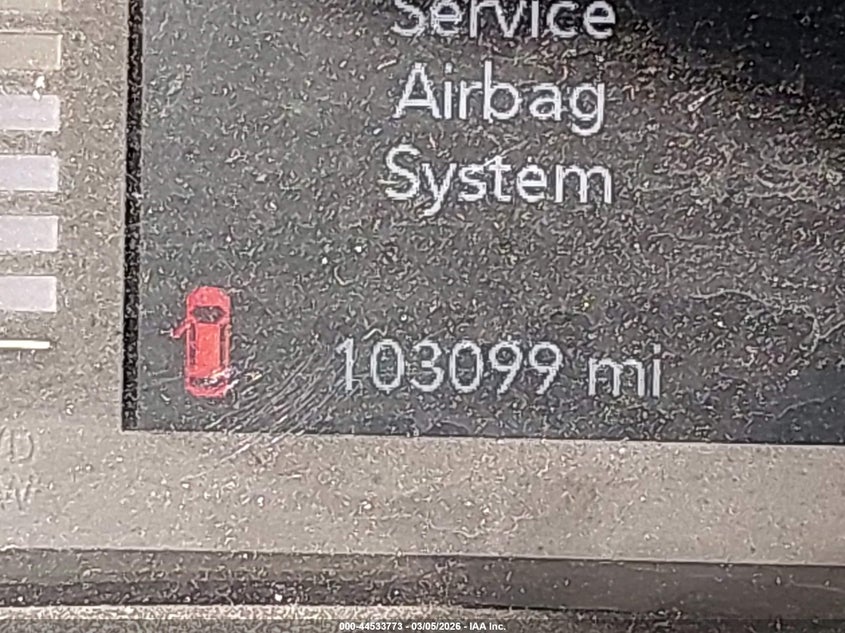 Service
Airbag
System
103099 mi
000-44533773 - 03/05/2026 - IAA Inc.